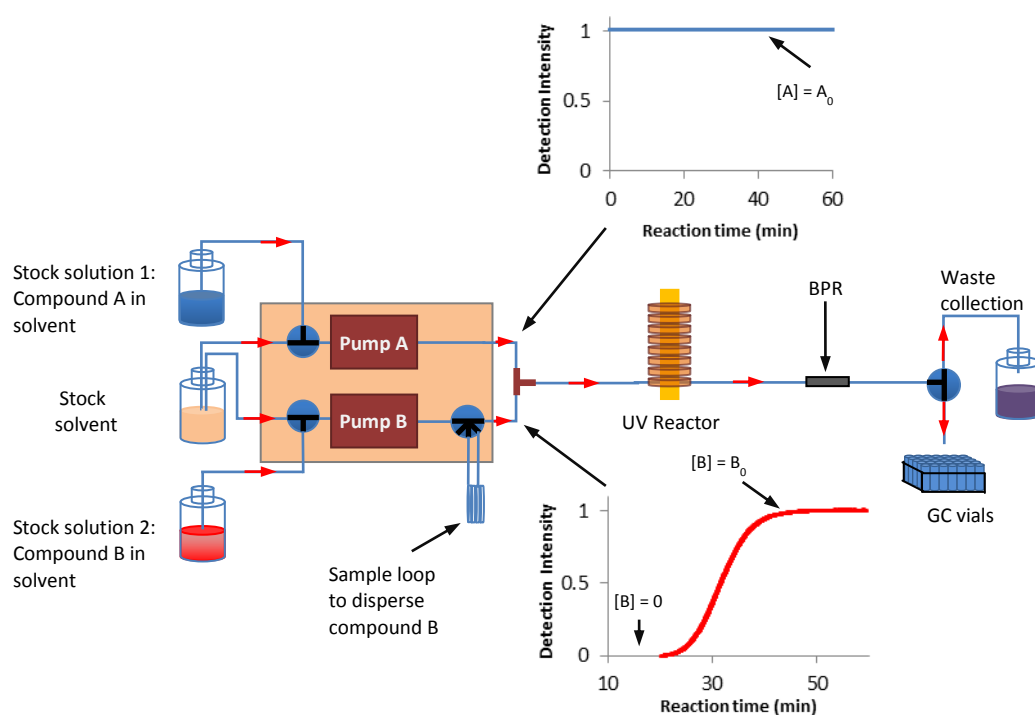 Detection Intensity
1
0.5
0
[A] = A0
0 20 40 60
Reaction time (min)
Stock solution 1:
Compound A in
solvent
Stock
solvent
Stock solution 2:
Compound B in
solvent
Pump A
Pump B
Sample loop
to disperse
compound B
UV Reactor
BPR
Waste
collection
GC vials
[B] = B0
Detection Intensity
1
0.5
0
[B] = 0
10 30 50
Reaction time (min)